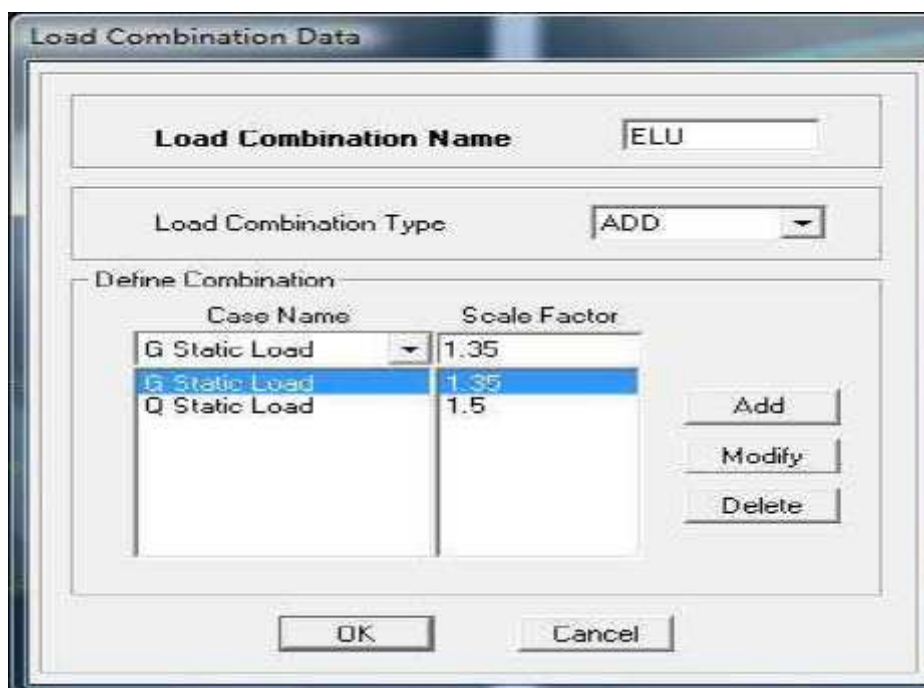 Load Combination Data
Load Combination Name ELU
Load Combination Type ADD
Define Combination
Case Name Scale Factor
G Static Load 1.35
G Static Load 1.35
Q Static Load 1.5
Add
Modify
Delete
OK Cancel